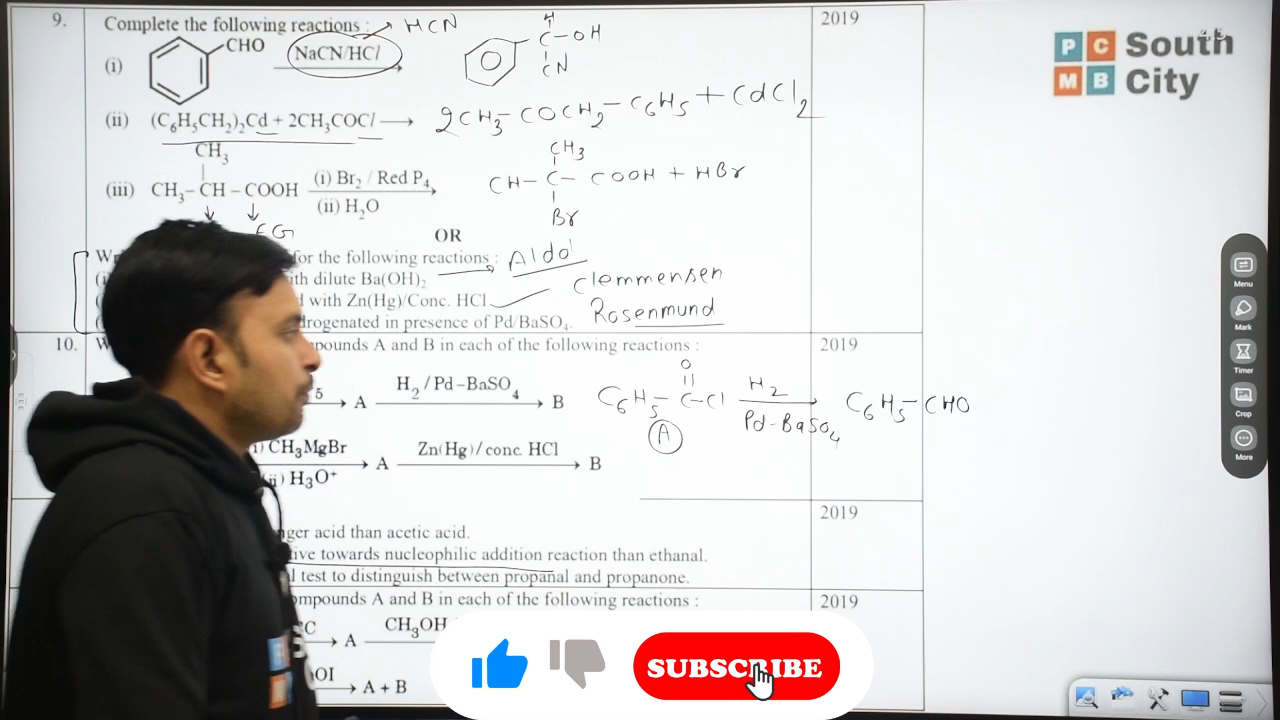 9. Complete the following reactions : → HCN 2019
CHO NaCN/HCl H C–OH CN
(i)
(ii) (C₆H₅CH₂)₂Cd + 2CH₃COCl → 2CH₃–COCH₂–C₆H₅ + CdCl₂
CH₃ CH₃
(iii) CH₃–CH–COOH (i) Br₂ / Red P₄ CH–C–COOH + HBr
(ii) H₂O Br
OR
for the following reactions : Aldol
dilute Ba(OH)₂ Clemmensen
with Zn(Hg)/Conc. HCl Rosenmund
in presence of Pd/BaSO₄.
10. compounds A and B in each of the following reactions : 2019
A H₂/Pd–BaSO₄ B C₆H₅–C–Cl O H₂ Pd-BaSO₄ C₆H₅–CHO
A
CH₃MgBr A Zn(Hg)/conc. HCl B
H₃O⁺
2019
acid than acetic acid.
towards nucleophilic addition reaction than ethanal.
test to distinguish between propanal and propanone.
compounds A and B in each of the following reactions : 2019
A CH₃OH
A + B
SUBSCRIBE
P C M B South City
Menu
Mark
Timer
Crop
More